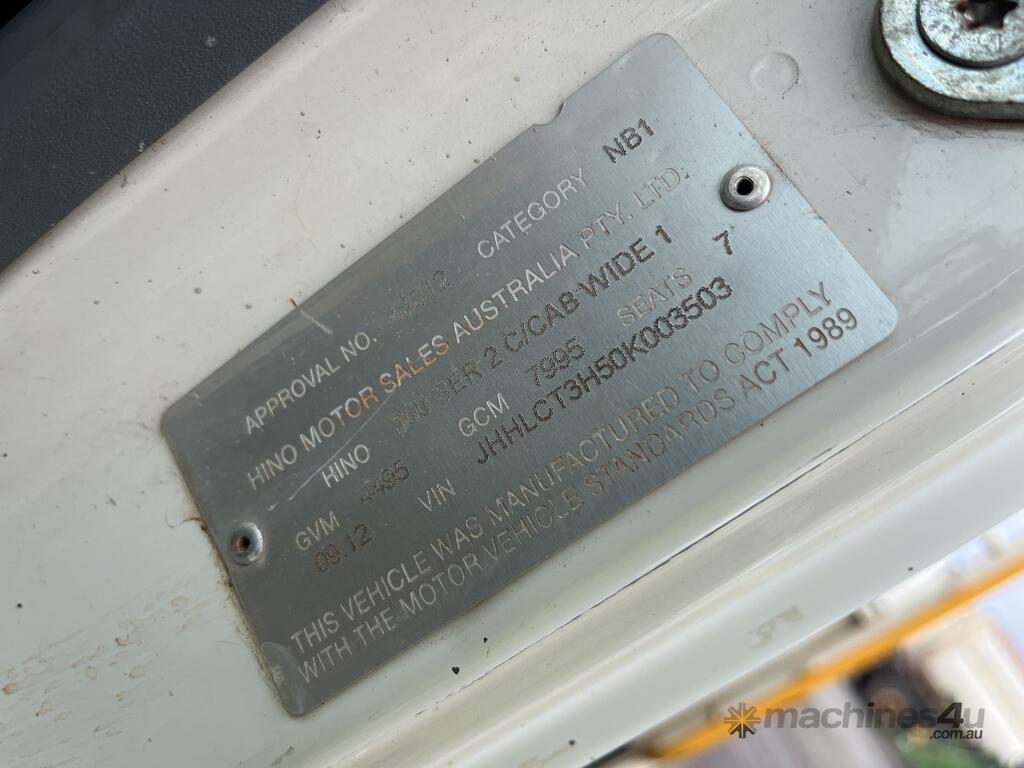 APPROVAL NO. CATEGORY NB1
HINO MOTOR SALES AUSTRALIA PTY. LTD.
HINO 300 SER 2 C/CAB WIDE 1
GVM 4495 GCM 7995 SEATS 7
09.12 VIN JHHLCT3H50K003503
THIS VEHICLE WAS MANUFACTURED TO COMPLY
WITH THE MOTOR VEHICLE STANDARDS ACT 1989
machines4u
.com.au